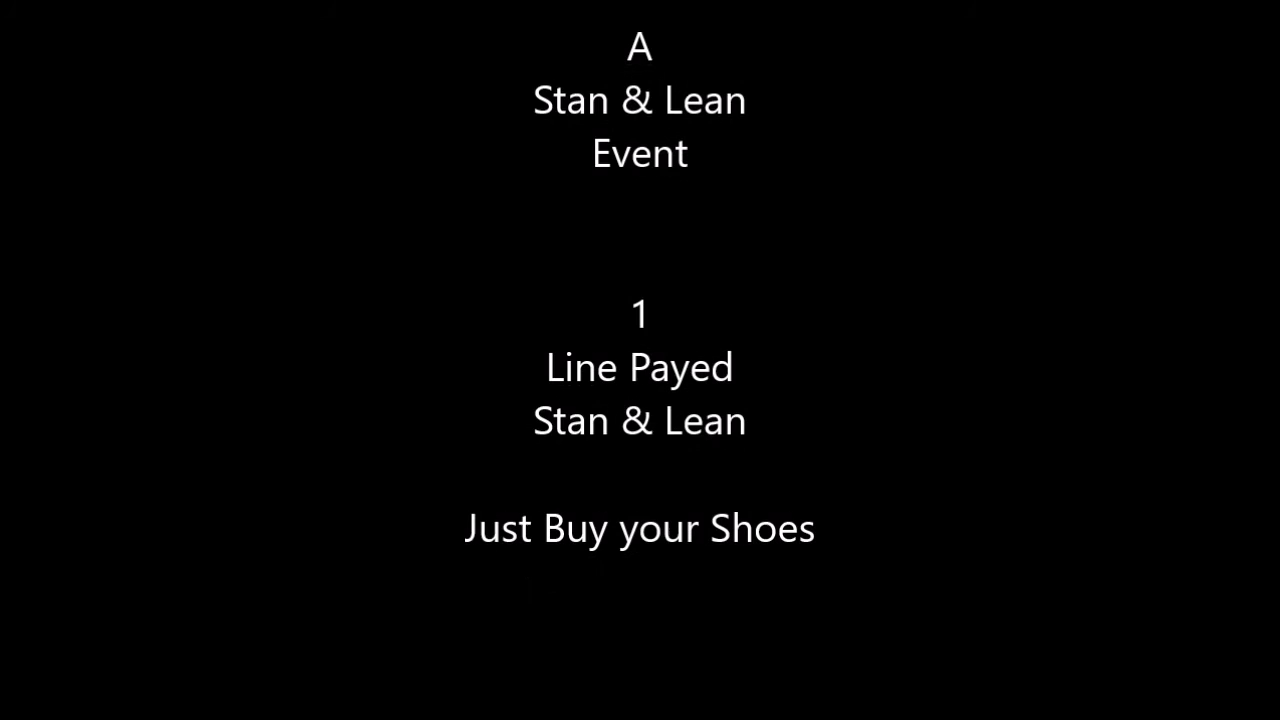 A
Stan & Lean
Event
1
Line Payed
Stan & Lean
Just Buy your Shoes